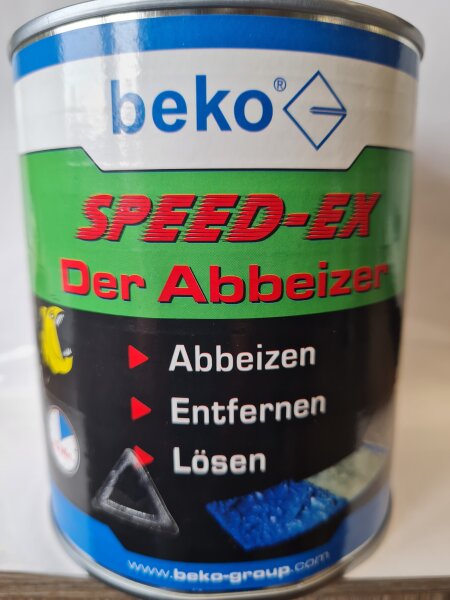 beko®
SPEED-EX
Der Abbeizer
Abbeizen
Entfernen
Lösen
www.beko-group.com